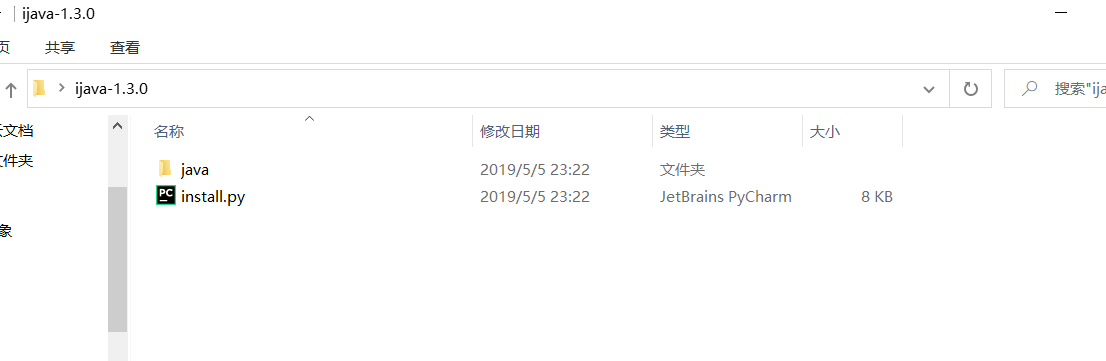 ijava-1.3.0
页 共享 查看
ijava-1.3.0 搜索"ija
名称 修改日期 类型 大小
云文档
java 2019/5/5 23:22 文件夹
文件夹
PC install.py 2019/5/5 23:22 JetBrains PyCharm 8 KB
象